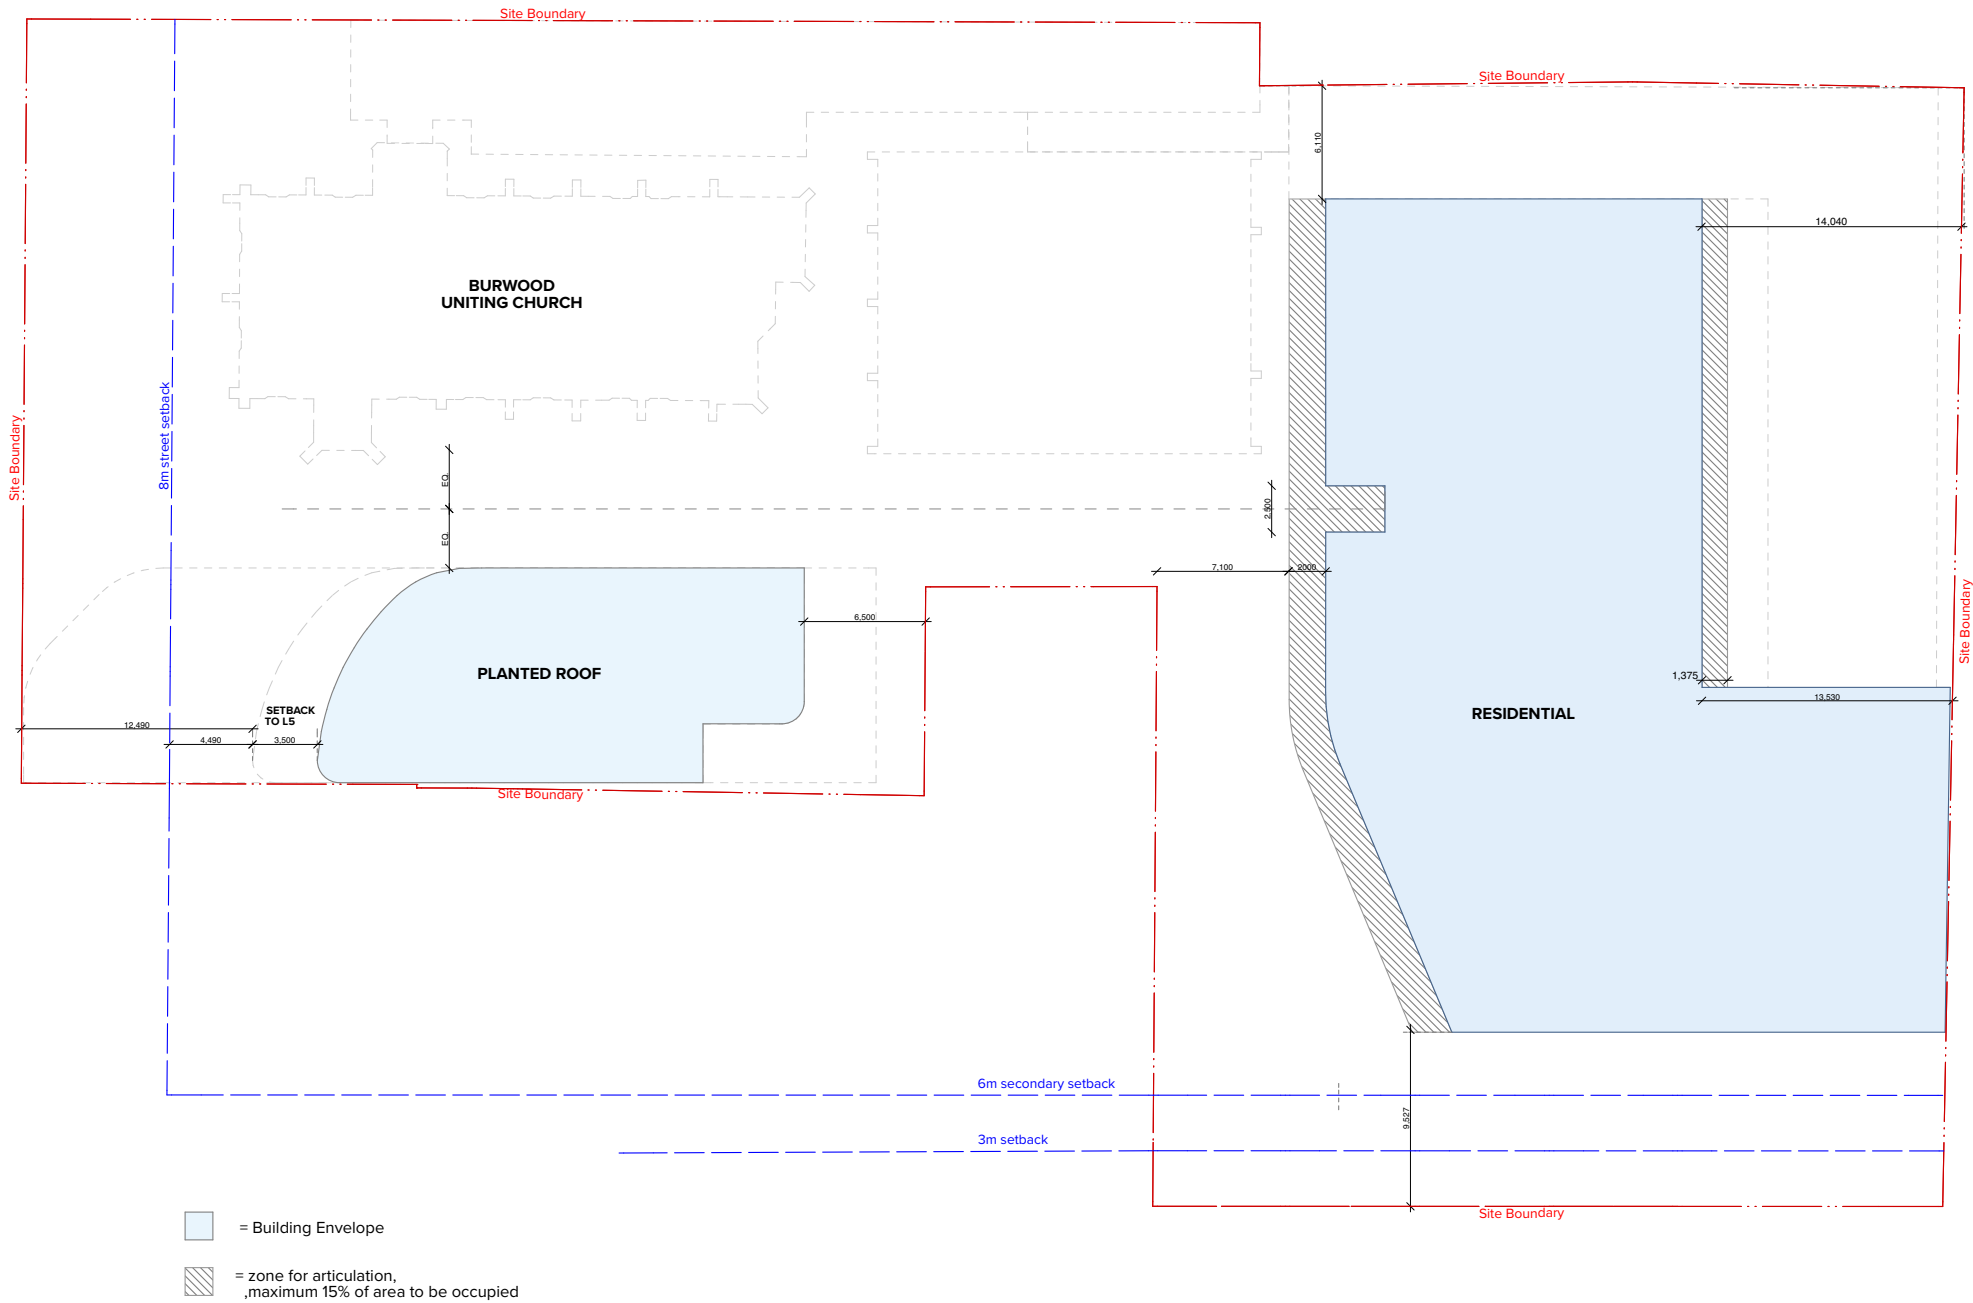 Site Boundary
Site Boundary
6,110
14,040
BURWOOD
UNITING CHURCH
8m street setback
Site Boundary
EQ.
2,500
EQ.
7,100
2000
Site Boundary
6,500
PLANTED ROOF
1,375
13,530
SETBACK
TO L5
RESIDENTIAL
12,490
4,490
3,500
Site Boundary
6m secondary setback
9,527
3m setback
Site Boundary
= Building Envelope
= zone for articulation,
,maximum 15% of area to be occupied